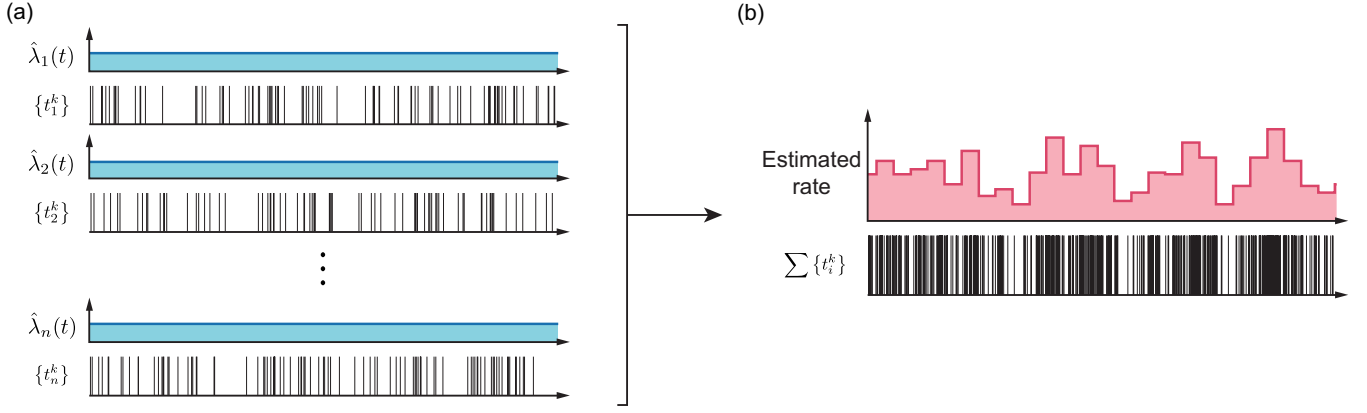 (a)
λ̂₁(t)
{t₁ᵏ}
λ̂₂(t)
{t₂ᵏ}
λ̂ₙ(t)
{tₙᵏ}
(b)
Estimated
rate
∑ {tᵢᵏ}